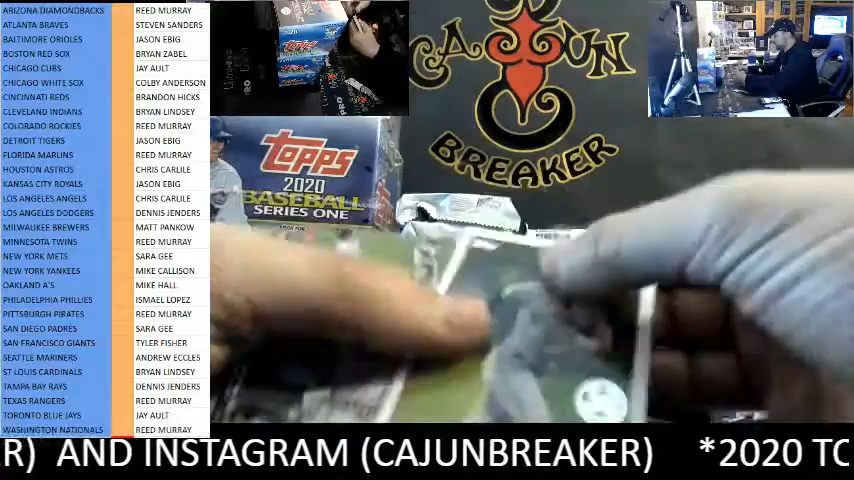 ARIZONA DIAMONDBACKS REED MURRAY
ATLANTA BRAVES STEVEN SANDERS
BALTIMORE ORIOLES JASON EBIG
BOSTON RED SOX BRYAN ZABEL
CHICAGO CUBS JAY AULT
CHICAGO WHITE SOX COLBY ANDERSON
CINCINNATI REDS BRANDON HICKS
CLEVELAND INDIANS BRYAN LINDSEY
COLORADO ROCKIES REED MURRAY
DETROIT TIGERS JASON EBIG
FLORIDA MARLINS REED MURRAY
HOUSTON ASTROS CHRIS CARLILE
KANSAS CITY ROYALS JASON EBIG
LOS ANGELES ANGELS CHRIS CARLILE
LOS ANGELES DODGERS DENNIS JENDERS
MILWAUKEE BREWERS MATT PANKOW
MINNESOTA TWINS REED MURRAY
NEW YORK METS SARA GEE
NEW YORK YANKEES MIKE CALLISON
OAKLAND A'S MIKE HALL
PHILADELPHIA PHILLIES ISMAEL LOPEZ
PITTSBURGH PIRATES REED MURRAY
SAN DIEGO PADRES SARA GEE
SAN FRANCISCO GIANTS TYLER FISHER
SEATTLE MARINERS ANDREW ECCLES
ST LOUIS CARDINALS BRYAN LINDSEY
TAMPA BAY RAYS DENNIS JENDERS
TEXAS RANGERS REED MURRAY
TORONTO BLUE JAYS JAY AULT
WASHINGTON NATIONALS REED MURRAY
2020
TOPPS
CAJUN
BREAKER
TOPPS
2020
BASEBALL
SERIES ONE
R) AND INSTAGRAM (CAJUNBREAKER) *2020 TO